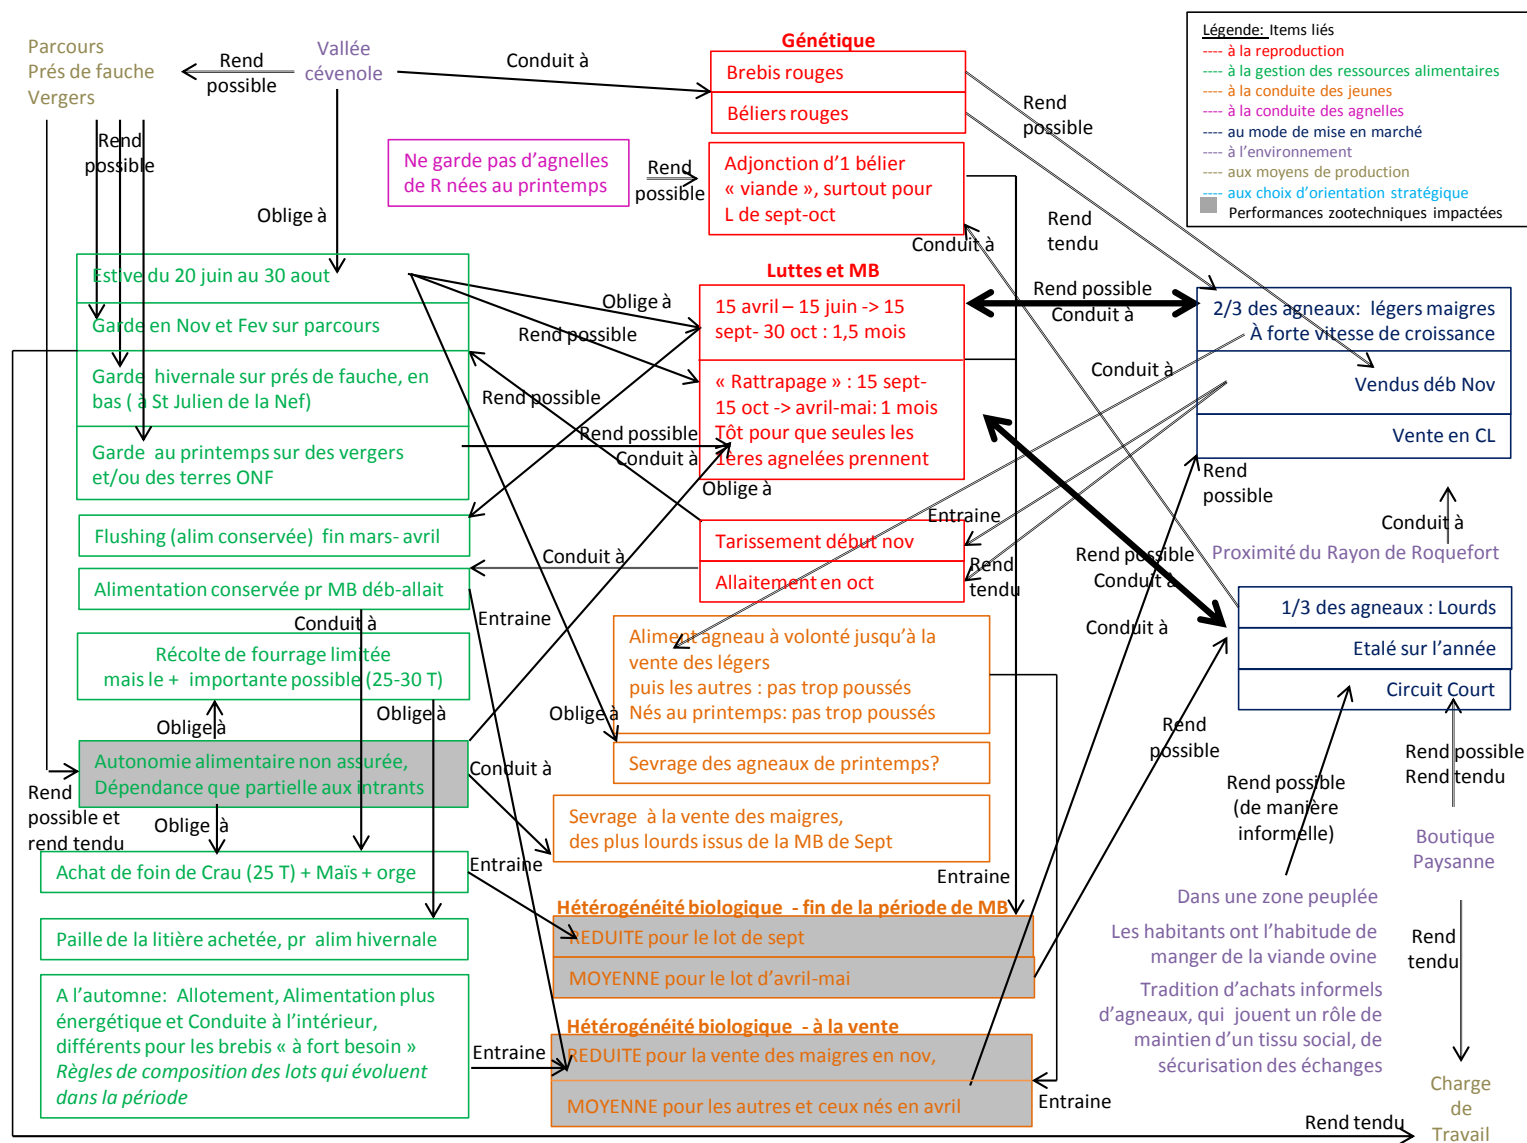 Légende: Items liés
---- à la reproduction
---- à la gestion des ressources alimentaires
---- à la conduite des jeunes
---- à la conduite des agnelles
---- au mode de mise en marché
---- à l'environnement
---- aux moyens de production
---- aux choix d'orientation stratégique
Performances zootechniques impactées
Parcours
Prés de fauche
Vergers
Rend
possible
Vallée
cévenole
Conduit à
Génétique
Brebis rouges
Béliers rouges
Rend
possible
Rend
possible
Ne garde pas d'agnelles
de R nées au printemps
Rend
possible
Adjonction d'1 bélier
« viande », surtout pour
L de sept-oct
Oblige à
Conduit à
Rend
tendu
Estive du 20 juin au 30 aout
Garde en Nov et Fev sur parcours
Garde hivernale sur prés de fauche, en
bas ( à St Julien de la Nef)
Garde au printemps sur des vergers
et/ou des terres ONF
Luttes et MB
Oblige à
Rend possible
15 avril – 15 juin -> 15
sept- 30 oct : 1,5 mois
« Rattrapage » : 15 sept-
15 oct -> avril-mai: 1 mois
Tôt pour que seules les
1ères agnelées prennent
Rend possible
Conduit à
2/3 des agneaux: légers maigres
À forte vitesse de croissance
Vendus déb Nov
Vente en CL
Conduit à
Rend possible
Rend possible
Conduit à
Oblige à
Rend
possible
Flushing (alim conservée) fin mars- avril
Alimentation conservée pr MB déb-allait
Conduit à
Tarissement début nov
Allaitement en oct
Entraine
Rend
tendu
Rend possible
Conduit à
Conduit à
Proximité du Rayon de Roquefort
Conduit à
Entraine
Conduit à
1/3 des agneaux : Lourds
Etalé sur l'année
Circuit Court
Récolte de fourrage limitée
mais le + importante possible (25-30 T)
Aliment agneau à volonté jusqu'à la
vente des légers
puis les autres : pas trop poussés
Nés au printemps: pas trop poussés
Oblige à
Oblige à
Oblige à
Rend
possible
Rend possible
Rend tendu
Autonomie alimentaire non assurée,
Dépendance que partielle aux intrants
Conduit à
Sevrage des agneaux de printemps?
Rend
possible et
rend tendu
Oblige à
Sevrage à la vente des maigres,
des plus lourds issus de la MB de Sept
Rend possible
(de manière
informelle)
Boutique
Paysanne
Achat de foin de Crau (25 T) + Maïs + orge
Entraine
Entraine
Hétérogénéité biologique - fin de la période de MB
REDUITE pour le lot de sept
MOYENNE pour le lot d'avril-mai
Dans une zone peuplée
Les habitants ont l'habitude de
manger de la viande ovine
Tradition d'achats informels
d'agneaux, qui jouent un rôle de
maintien d'un tissu social, de
sécurisation des échanges
Rend
tendu
Paille de la litière achetée, pr alim hivernale
A l'automne: Allotement, Alimentation plus
énergétique et Conduite à l'intérieur,
différents pour les brebis « à fort besoin »
Règles de composition des lots qui évoluent
dans la période
Entraine
Hétérogénéité biologique - à la vente
REDUITE pour la vente des maigres en nov,
MOYENNE pour les autres et ceux nés en avril
Entraine
Rend tendu
Charge
de
Travail